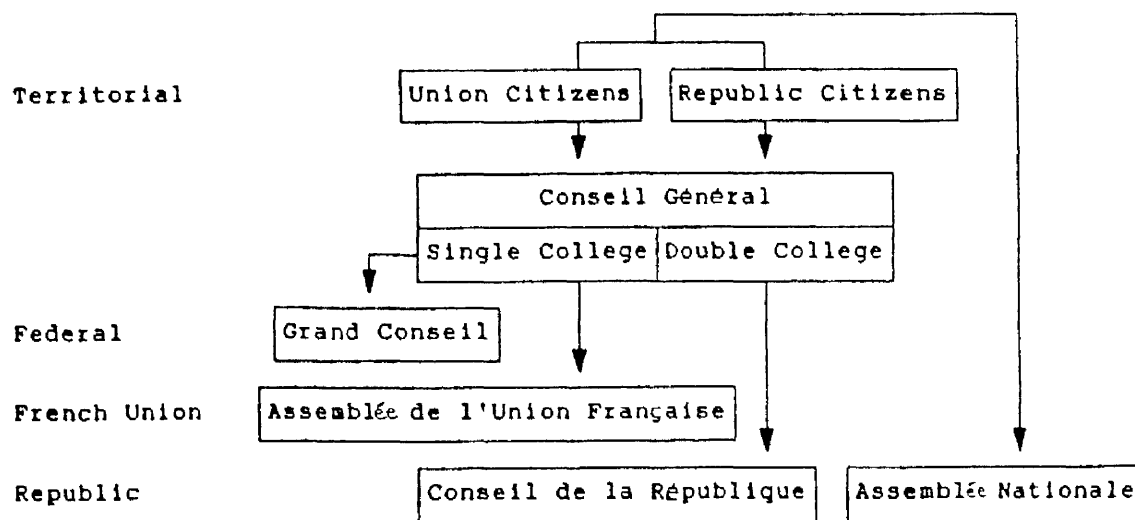 Territorial Union Citizens Republic Citizens
Conseil Général
Single College Double College
Federal Grand Conseil
French Union Assemblée de l'Union Française
Republic Conseil de la République Assemblée Nationale